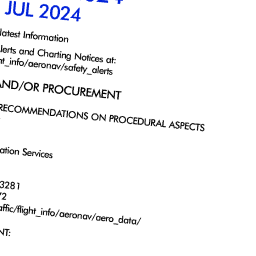 JUL 2024
latest Information
lerts and Charting Notices at:
ht_info/aeronav/safety_alerts
AND/OR PROCUREMENT
RECOMMENDATIONS ON PROCEDURAL ASPECTS
ation Services
3281
72
affic/flight_info/aeronav/aero_data/
NT: